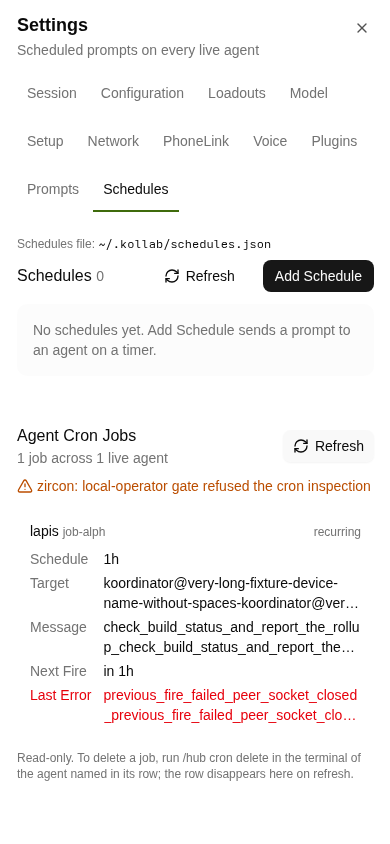 Settings
Scheduled prompts on every live agent
Session Configuration Loadouts Model
Setup Network PhoneLink Voice Plugins
Prompts Schedules
Schedules file: ~/.kollab/schedules.json
Schedules 0 Refresh Add Schedule
No schedules yet. Add Schedule sends a prompt to
an agent on a timer.
Agent Cron Jobs
1 job across 1 live agent
Refresh
zircon: local-operator gate refused the cron inspection
lapis job-alph recurring
Schedule 1h
Target koordinator@very-long-fixture-device-
name-without-spaces-koordinator@ver…
Message check_build_status_and_report_the_rollu
p_check_build_status_and_report_the…
Next Fire in 1h
Last Error previous_fire_failed_peer_socket_closed
_previous_fire_failed_peer_socket_clo…
Read-only. To delete a job, run /hub cron delete in the terminal of
the agent named in its row; the row disappears here on refresh.